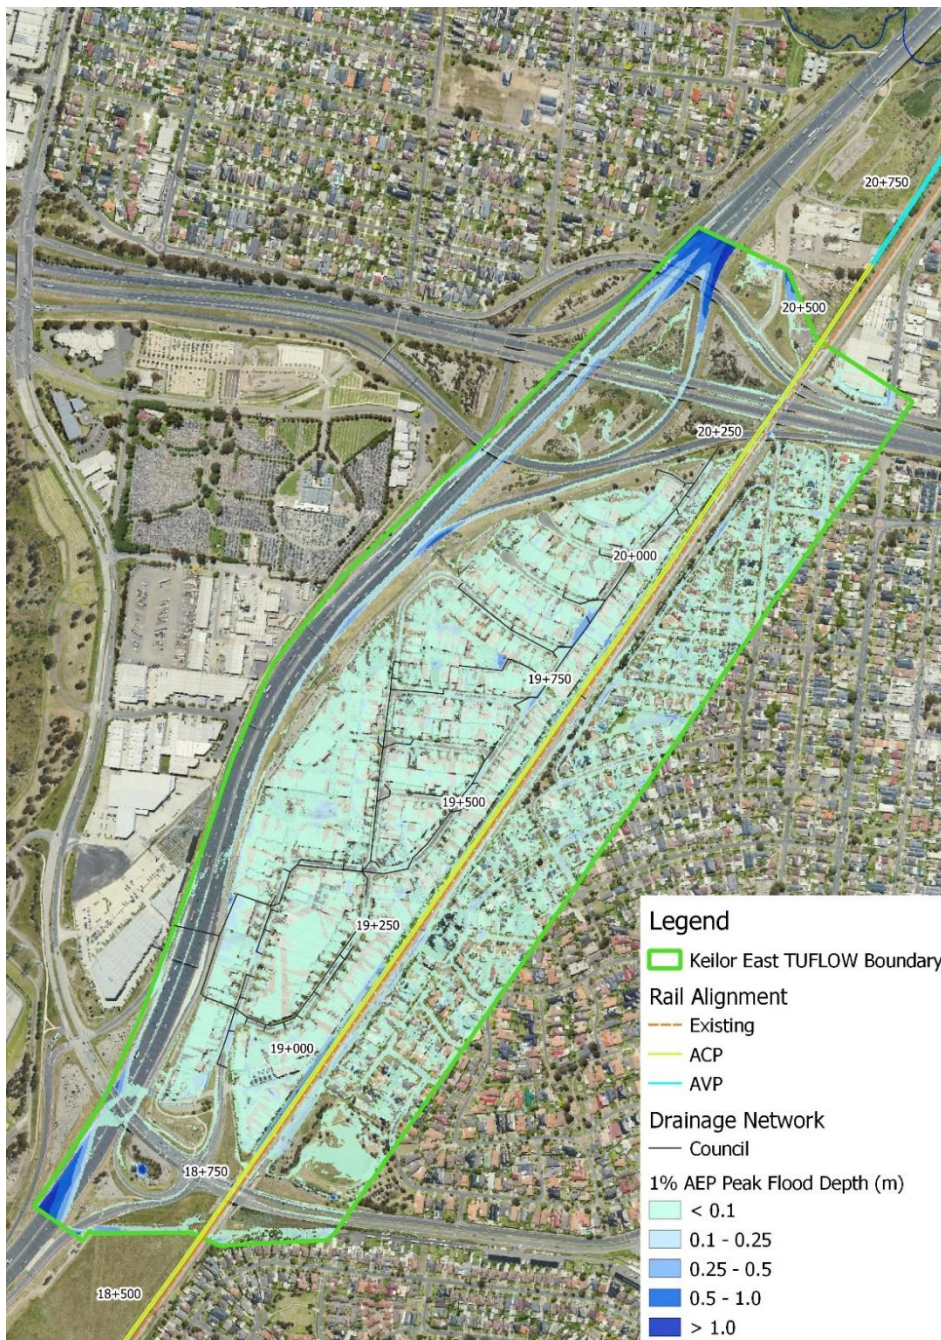 20+750
20+500
20+250
20+000
19+750
19+500
19+250
19+000
18+750
18+500
Legend
Keilor East TUFLOW Boundary
Rail Alignment
Existing
ACP
AVP
Drainage Network
Council
1% AEP Peak Flood Depth (m)
< 0.1
0.1 - 0.25
0.25 - 0.5
0.5 - 1.0
> 1.0